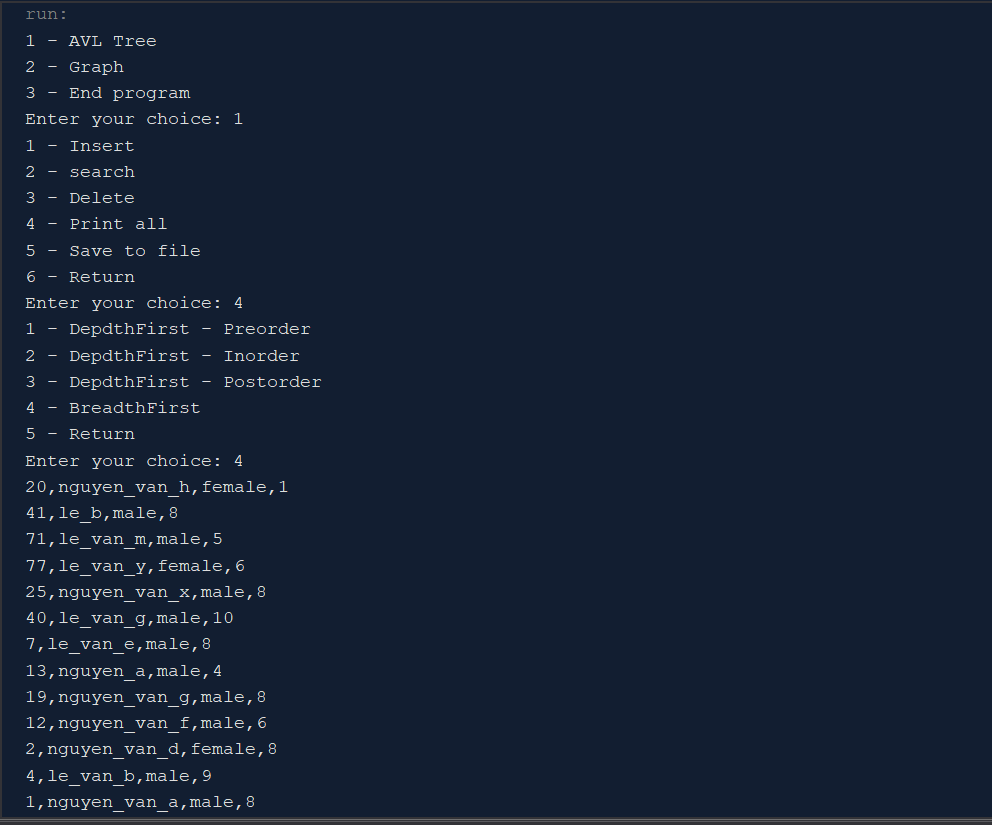 run:
1 - AVL Tree
2 - Graph
3 - End program
Enter your choice: 1
1 - Insert
2 - search
3 - Delete
4 - Print all
5 - Save to file
6 - Return
Enter your choice: 4
1 - DepdthFirst - Preorder
2 - DepdthFirst - Inorder
3 - DepdthFirst - Postorder
4 - BreadthFirst
5 - Return
Enter your choice: 4
20,nguyen_van_h,female,1
41,le_b,male,8
71,le_van_m,male,5
77,le_van_y,female,6
25,nguyen_van_x,male,8
40,le_van_g,male,10
7,le_van_e,male,8
13,nguyen_a,male,4
19,nguyen_van_g,male,8
12,nguyen_van_f,male,6
2,nguyen_van_d,female,8
4,le_van_b,male,9
1,nguyen_van_a,male,8